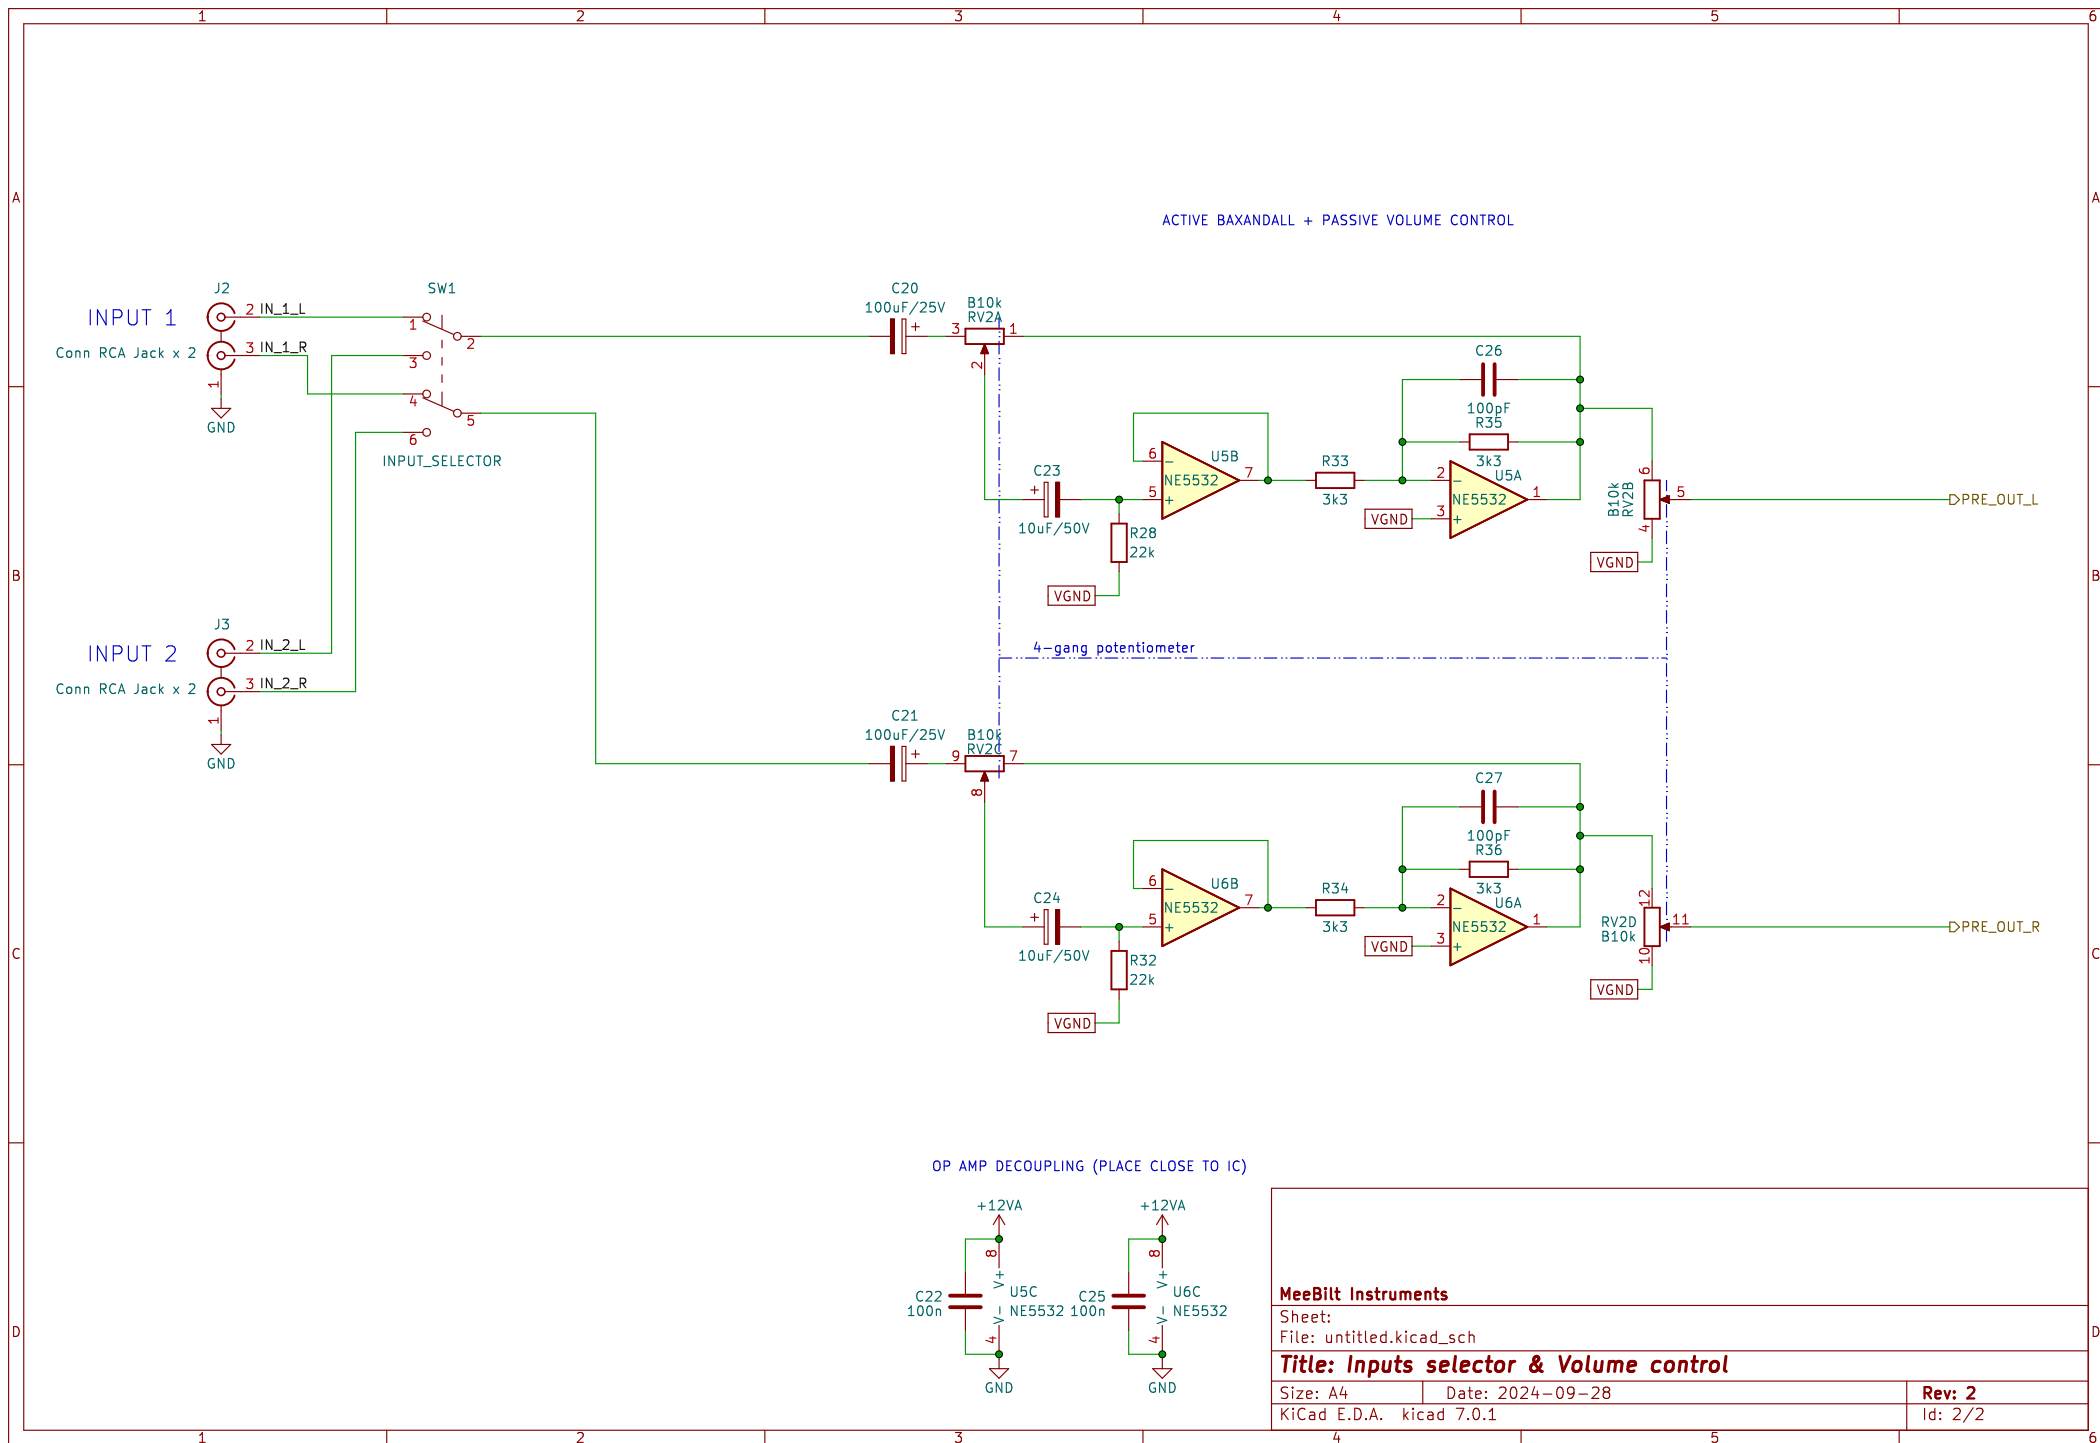 1 2 3 4 5 6
A A
ACTIVE BAXANDALL + PASSIVE VOLUME CONTROL
J2
INPUT 1
Conn RCA Jack x 2
2 IN_1_L
3 IN_1_R
1
GND
SW1
1
2
3
4
5
6
INPUT_SELECTOR
C20
100uF/25V
+
B10k
RV2A
3 1
2
C26
100pF
R35
3k3
C23
+
10uF/50V
R28
22k
VGND
U5B
NE5532
6 −
5 +
7
R33
3k3
U5A
NE5532
2 −
3 +
1
VGND
B10k
RV2B
6
5
4
VGND
PRE_OUT_L
B B
J3
INPUT 2
Conn RCA Jack x 2
2 IN_2_L
3 IN_2_R
1
GND
4-gang potentiometer
C21
100uF/25V
+
B10k
RV2C
9 7
8
C27
100pF
R36
3k3
C24
+
10uF/50V
R32
22k
VGND
U6B
NE5532
6 −
5 +
7
R34
3k3
U6A
NE5532
2 −
3 +
1
VGND
RV2D
B10k
12
11
10
VGND
PRE_OUT_R
C C
OP AMP DECOUPLING (PLACE CLOSE TO IC)
+12VA
8
V+
C22
100n
U5C
NE5532
V−
4
GND
+12VA
8
V+
C25
100n
U6C
NE5532
V−
4
GND
D D
MeeBilt Instruments
Sheet:
File: untitled.kicad_sch
Title: Inputs selector & Volume control
Size: A4 Date: 2024-09-28 Rev: 2
KiCad E.D.A. kicad 7.0.1 Id: 2/2
1 2 3 4 5 6